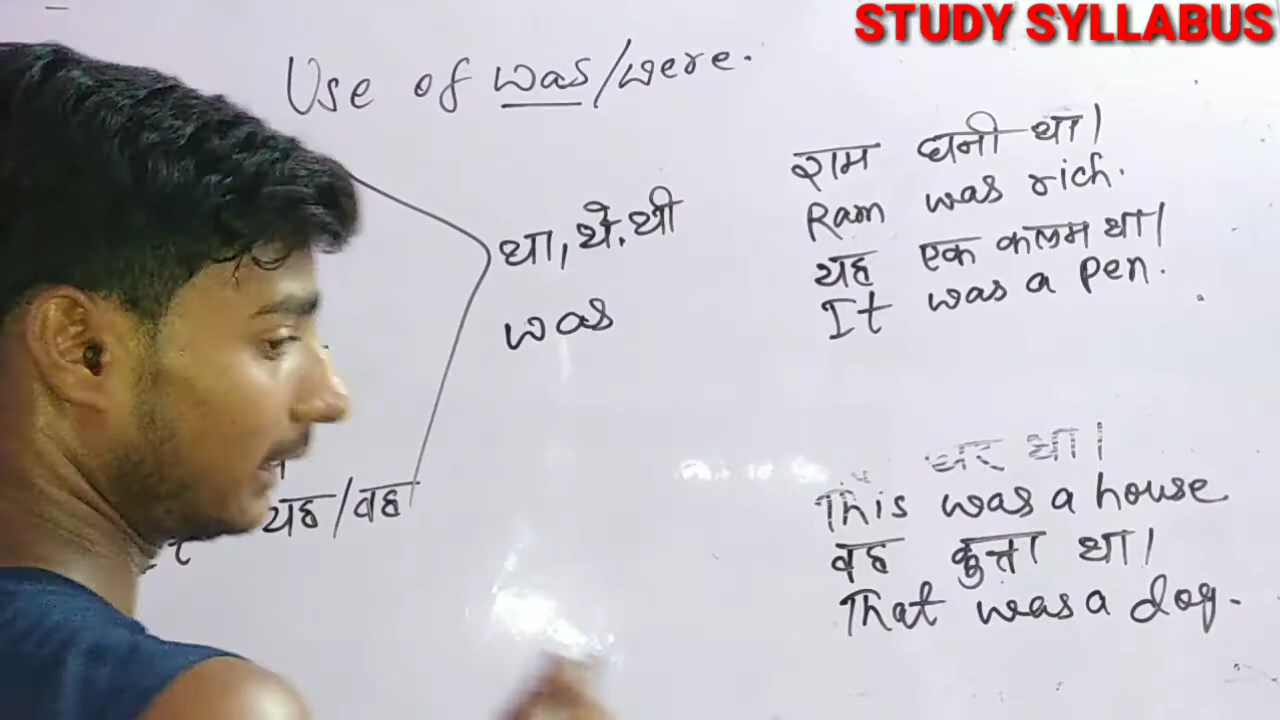 STUDY SYLLABUS
Use of was/were.
था, थे, थी
was
यह/वह
राम धनी था।
Ram was rich.
यह एक कलम था।
It was a pen.
घर था।
This was a house
वह कुत्ता था।
That was a dog.